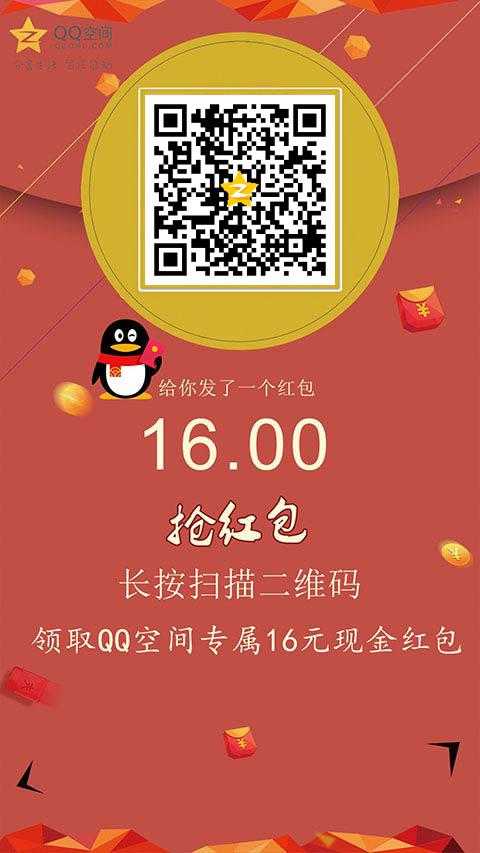 QQ空间
QZONE.COM
分享生活 留住感动
给你发了一个红包
16.00
抢红包
长按扫描二维码
领取QQ空间专属16元现金红包